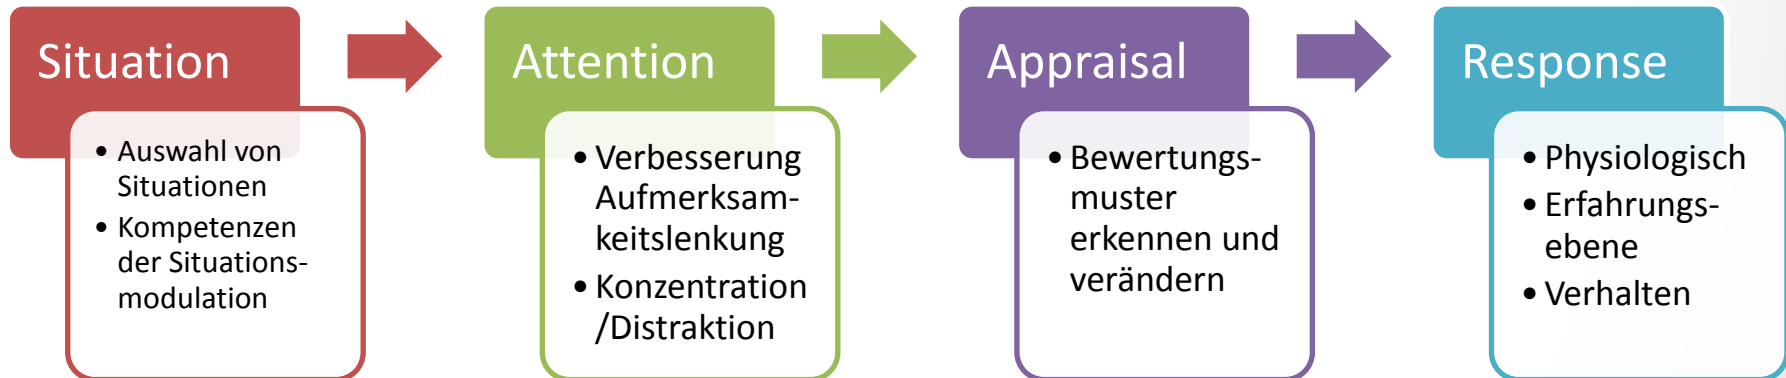 Situation
• Auswahl von
Situationen
• Kompetenzen
der Situations-
modulation
Attention
• Verbesserung
Aufmerksam-
keitslenkung
• Konzentration
/Distraktion
Appraisal
• Bewertungs-
muster
erkennen und
verändern
Response
• Physiologisch
• Erfahrungs-
ebene
• Verhalten